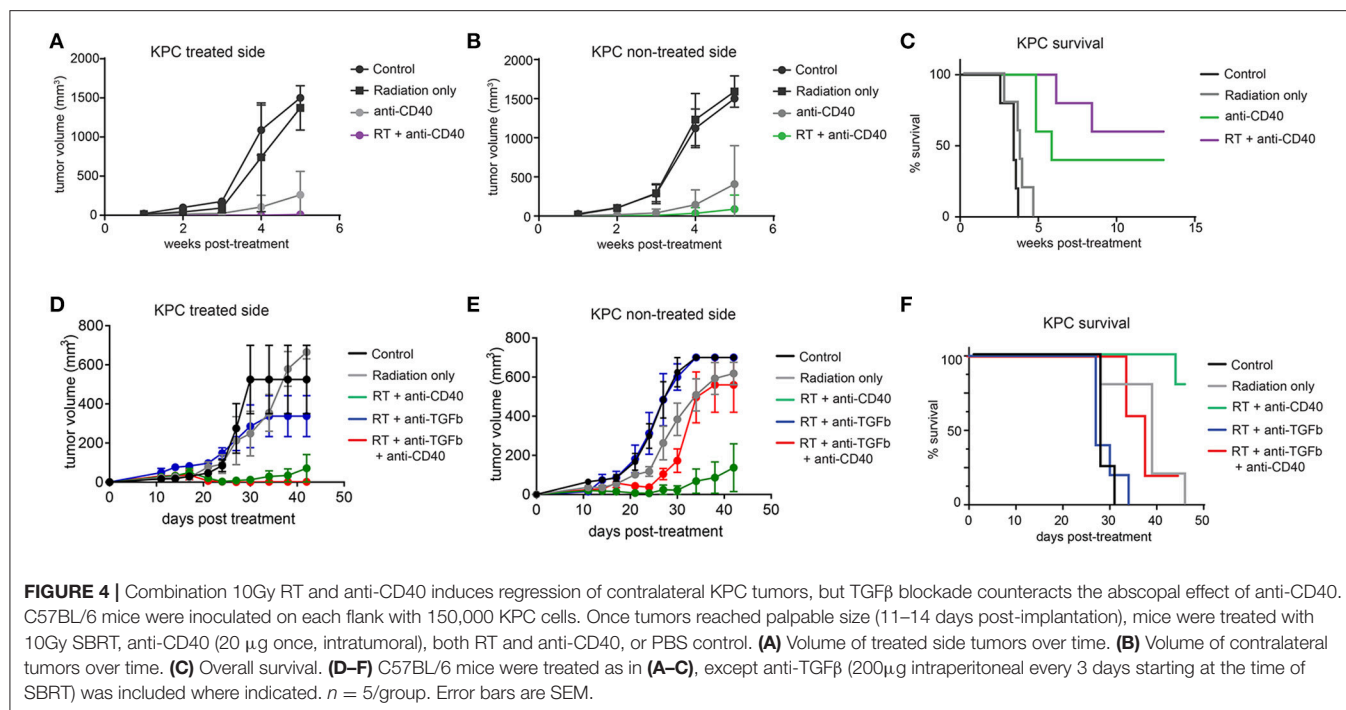 A
KPC treated side
tumor volume (mm³)
2000
1500
1000
500
0
0
2
4
6
weeks post-treatment
Control
Radiation only
anti-CD40
RT + anti-CD40
B
KPC non-treated side
tumor volume (mm³)
2000
1500
1000
500
0
0
2
4
6
weeks post-treatment
Control
Radiation only
anti-CD40
RT + anti-CD40
C
KPC survival
% survival
100
50
0
0
5
10
15
weeks post-treatment
Control
Radiation only
anti-CD40
RT + anti-CD40
D
KPC treated side
tumor volume (mm³)
800
600
400
200
0
0
10
20
30
40
50
days post treatment
Control
Radiation only
RT + anti-CD40
RT + anti-TGFb
RT + anti-TGFb
+ anti-CD40
E
KPC non-treated side
tumor volume (mm³)
800
600
400
200
0
0
10
20
30
40
50
days post-treatment
Control
Radiation only
RT + anti-CD40
RT + anti-TGFb
RT + anti-TGFb
+ anti-CD40
F
KPC survival
% survival
100
50
0
0
10
20
30
40
50
days post-treatment
Control
Radiation only
RT + anti-CD40
RT + anti-TGFb
RT + anti-TGFb
+ anti-CD40
FIGURE 4 | Combination 10Gy RT and anti-CD40 induces regression of contralateral KPC tumors, but TGFβ blockade counteracts the abscopal effect of anti-CD40.
C57BL/6 mice were inoculated on each flank with 150,000 KPC cells. Once tumors reached palpable size (11–14 days post-implantation), mice were treated with
10Gy SBRT, anti-CD40 (20 μg once, intratumoral), both RT and anti-CD40, or PBS control. (A) Volume of treated side tumors over time. (B) Volume of contralateral
tumors over time. (C) Overall survival. (D–F) C57BL/6 mice were treated as in (A–C), except anti-TGFβ (200μg intraperitoneal every 3 days starting at the time of
SBRT) was included where indicated. n = 5/group. Error bars are SEM.